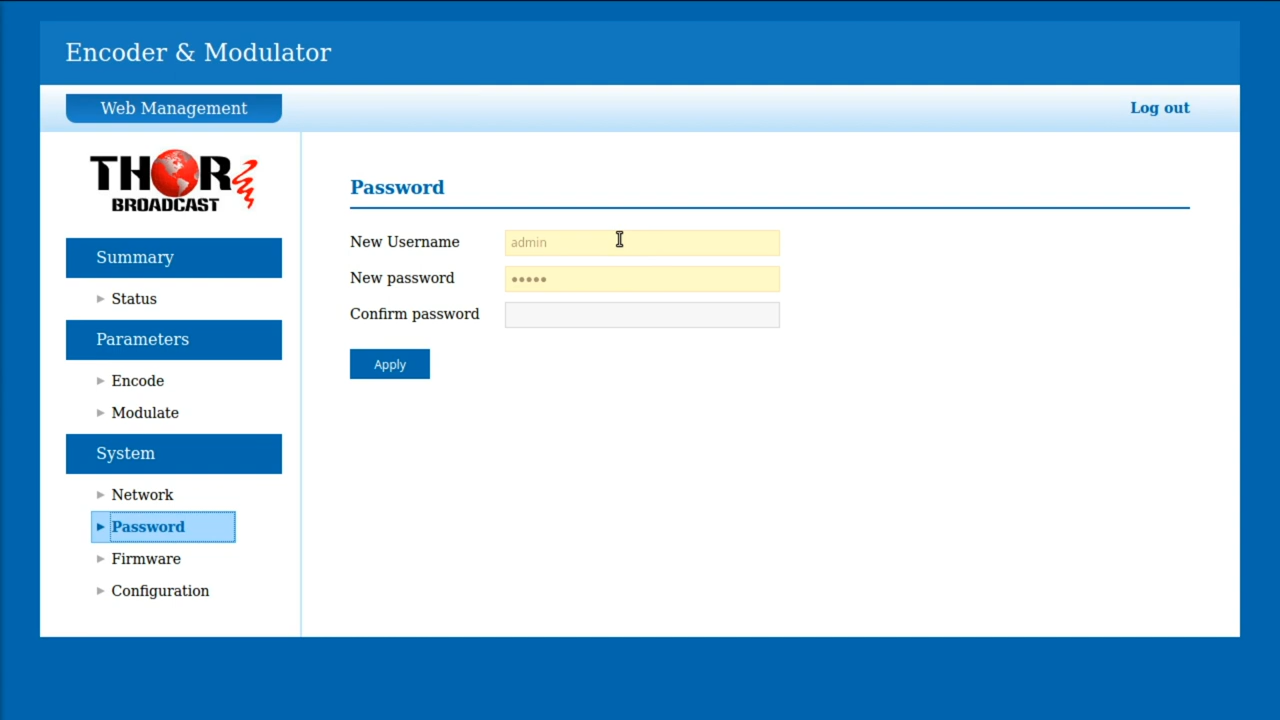 Encoder & Modulator
Web Management
Log out
THOR
BROADCAST
Summary
Status
Parameters
Encode
Modulate
System
Network
Password
Firmware
Configuration
Password
New Username admin
New password •••••
Confirm password
Apply